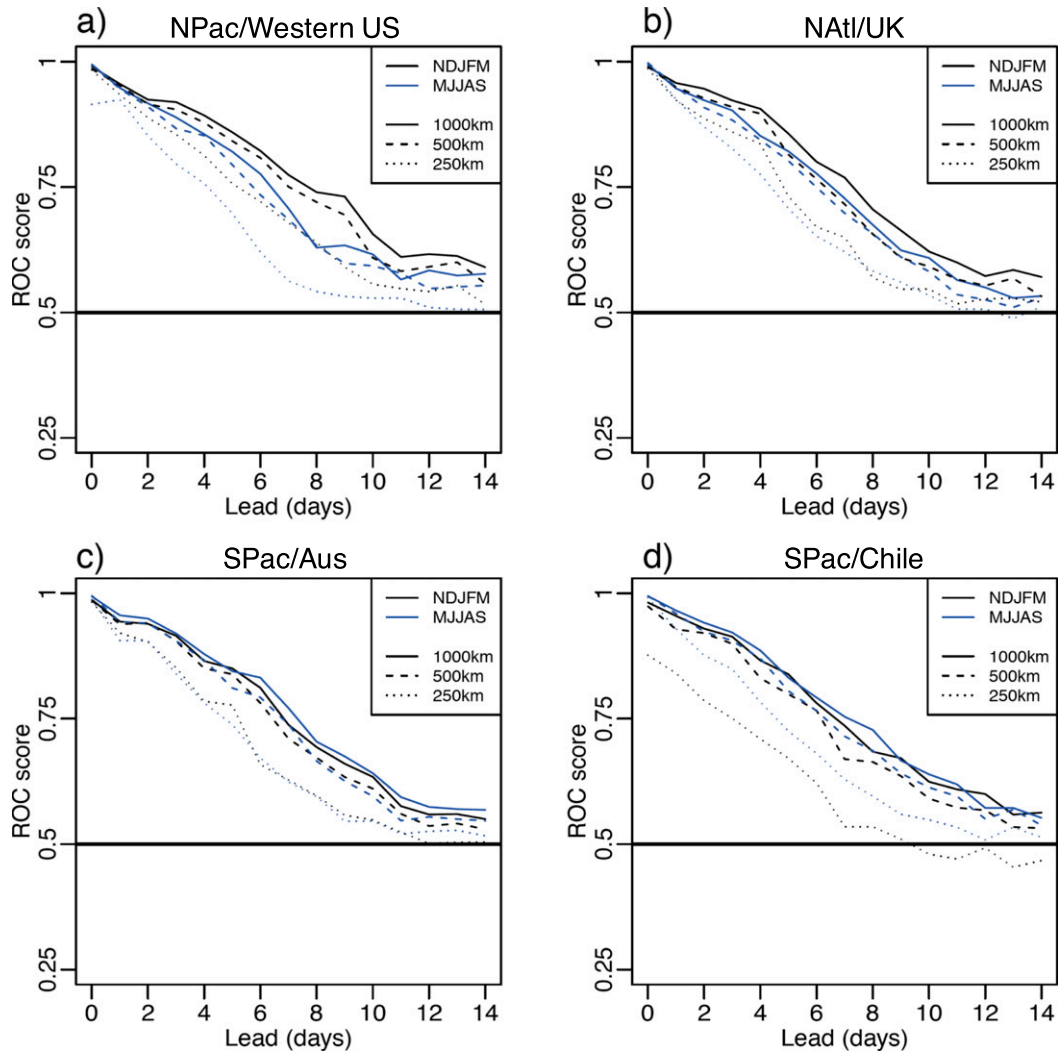 a) NPac/Western US
NDJFM
MJJAS
1000km
500km
250km
1
0.75
0.5
0.25
ROC score
0 2 4 6 8 10 12 14
Lead (days)
b) NAtl/UK
NDJFM
MJJAS
1000km
500km
250km
1
0.75
0.5
0.25
ROC score
0 2 4 6 8 10 12 14
Lead (days)
c) SPac/Aus
NDJFM
MJJAS
1000km
500km
250km
1
0.75
0.5
0.25
ROC score
0 2 4 6 8 10 12 14
Lead (days)
d) SPac/Chile
NDJFM
MJJAS
1000km
500km
250km
1
0.75
0.5
0.25
ROC score
0 2 4 6 8 10 12 14
Lead (days)